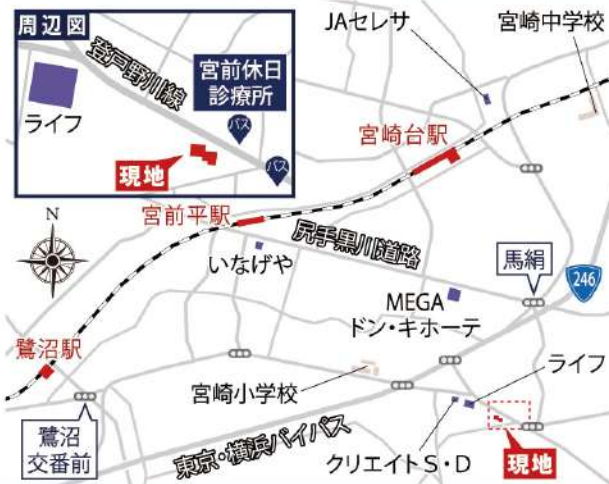 周辺図
登戸野川線
宮前休日
診療所
ライフ
バス
現地
バス
JAセレサ
宮崎中学校
宮崎台駅
宮前平駅
N
いなげや
尻手黒川道路
馬絹
246
MEGA
ドン・キホーテ
鷺沼駅
ライフ
宮崎小学校
鷺沼
交番前
東京・横浜バイパス
クリエイトS・D
現地